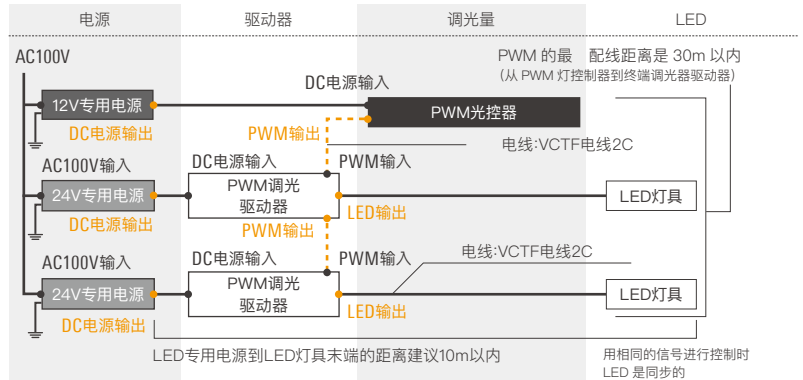 电源 驱动器 调光量 LED
AC100V
PWM 的最 配线距离是 30m 以内
(从 PWM 灯控制器到终端调光器驱动器)
DC电源输入
12V专用电源
PWM光控器
DC电源输出
PWM输出
电线:VCTF电线2C
AC100V输入
DC电源输入
PWM输入
24V专用电源
PWM调光
驱动器
LED灯具
LED输出
DC电源输出
PWM输出
AC100V输入
DC电源输入
PWM输入
电线:VCTF电线2C
24V专用电源
PWM调光
驱动器
LED灯具
LED输出
DC电源输出
LED专用电源到LED灯具末端的距离建议10m以内
用相同的信号进行控制时
LED 是同步的